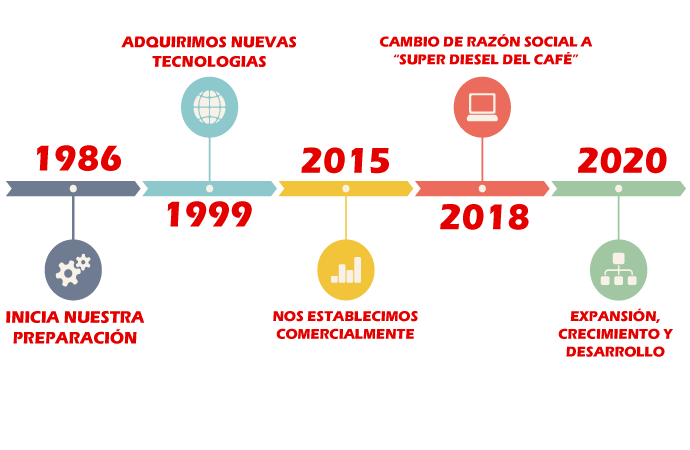 ADQUIRIMOS NUEVAS
TECNOLOGIAS
CAMBIO DE RAZÓN SOCIAL A
“SUPER DIESEL DEL CAFÉ”
1986
2015
2020
1999
2018
INICIA NUESTRA
PREPARACIÓN
NOS ESTABLECIMOS
COMERCIALMENTE
EXPANSIÓN,
CRECIMIENTO Y
DESARROLLO